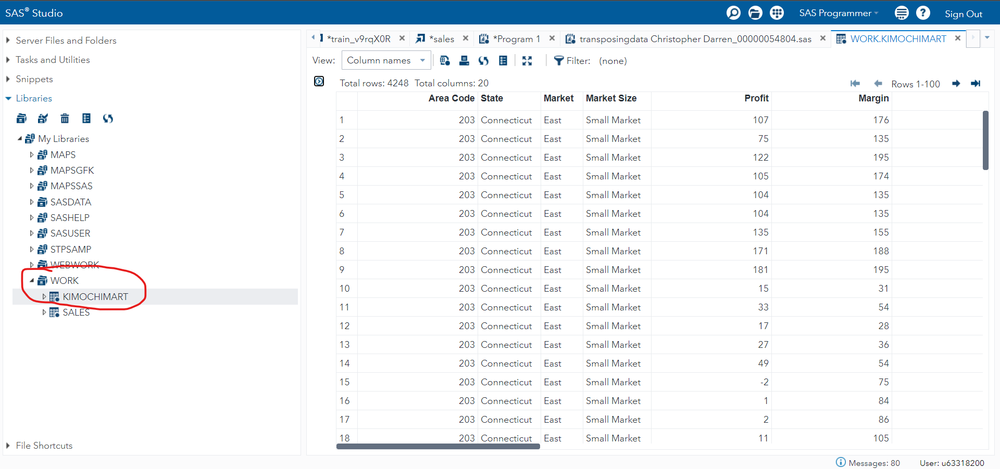 SAS® Studio
SAS Programmer
Sign Out
Server Files and Folders
Tasks and Utilities
Snippets
Libraries
My Libraries
MAPS
MAPSGFK
MAPSSAS
SASDATA
SASHELP
SASUSER
STPSAMP
WEBWORK
WORK
KIMOCHIMART
SALES
File Shortcuts
*train_v9rqX0R
*sales
*Program 1
transposingdata Christopher Darren_00000054804.sas
WORK.KIMOCHIMART
View: Column names Filter: (none)
Total rows: 4248 Total columns: 20 Rows 1-100
Area Code State Market Market Size Profit Margin
1 203 Connecticut East Small Market 107 176
2 203 Connecticut East Small Market 75 135
3 203 Connecticut East Small Market 122 195
4 203 Connecticut East Small Market 105 174
5 203 Connecticut East Small Market 104 135
6 203 Connecticut East Small Market 104 135
7 203 Connecticut East Small Market 135 155
8 203 Connecticut East Small Market 171 188
9 203 Connecticut East Small Market 181 195
10 203 Connecticut East Small Market 15 31
11 203 Connecticut East Small Market 33 54
12 203 Connecticut East Small Market 17 28
13 203 Connecticut East Small Market 27 36
14 203 Connecticut East Small Market 49 54
15 203 Connecticut East Small Market -2 75
16 203 Connecticut East Small Market 1 84
17 203 Connecticut East Small Market 2 86
18 203 Connecticut East Small Market 11 105
Messages: 80 User: u63318200